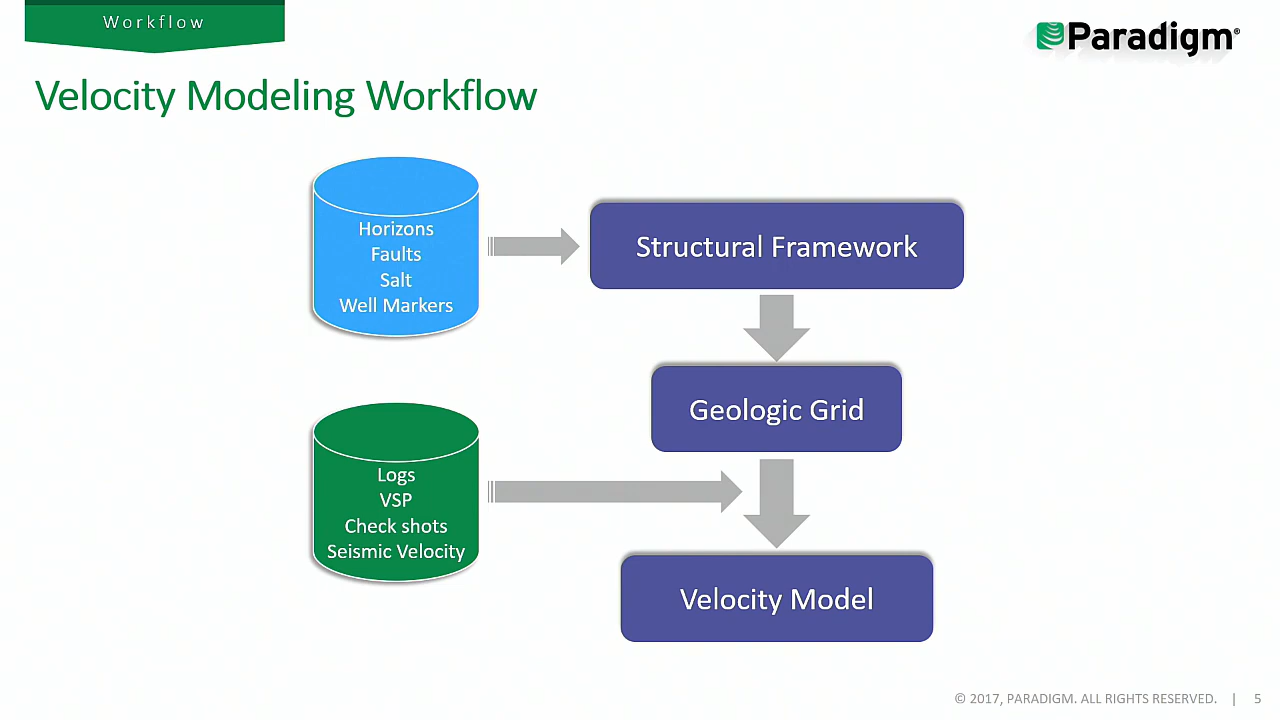 Workflow
Paradigm®
Velocity Modeling Workflow
Horizons
Faults
Salt
Well Markers
Structural Framework
Geologic Grid
Logs
VSP
Check shots
Seismic Velocity
Velocity Model
© 2017, PARADIGM. ALL RIGHTS RESERVED. | 5